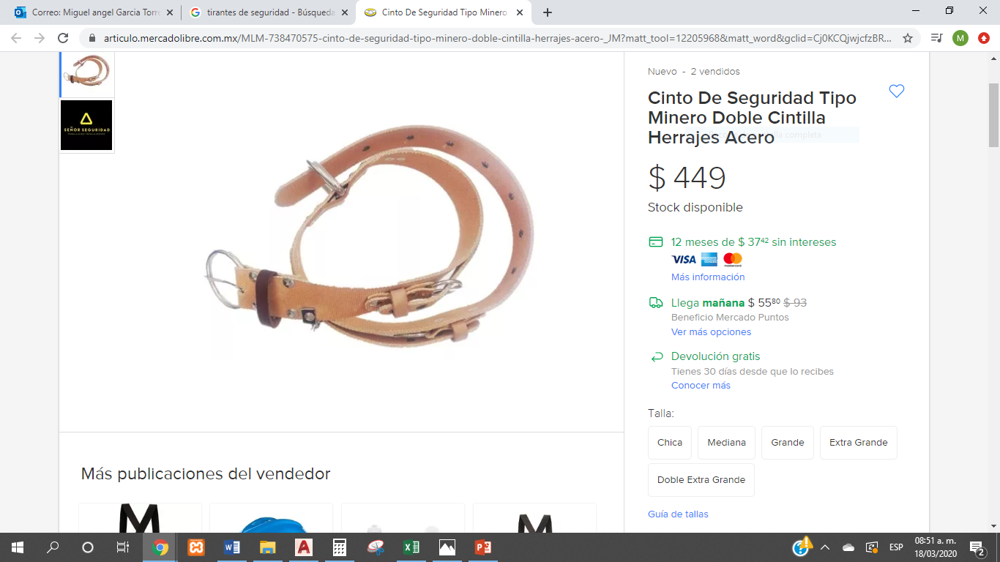 Correo: Miguel angel Garcia Torre
tirantes de seguridad - Búsqueda
Cinto De Seguridad Tipo Minero
articulo.mercadolibre.com.mx/MLM-738470575-cinto-de-seguridad-tipo-minero-doble-cintilla-herrajes-acero-_JM?matt_tool=12205968&matt_word&gclid=Cj0KCQjwjcfzBR...
M
SEÑOR SEGURIDAD
Nuevo - 2 vendidos
Cinto De Seguridad Tipo
Minero Doble Cintilla
Herrajes Acero
$ 449
Stock disponible
12 meses de $ 37⁴² sin intereses
VISA
mastercard
Más información
Llega mañana $ 55⁸⁰ $ 93
Beneficio Mercado Puntos
Ver más opciones
Devolución gratis
Tienes 30 días desde que lo recibes
Conocer más
Talla:
Chica
Mediana
Grande
Extra Grande
Doble Extra Grande
Guía de tallas
Más publicaciones del vendedor
ESP
08:51 a. m.
18/03/2020
2